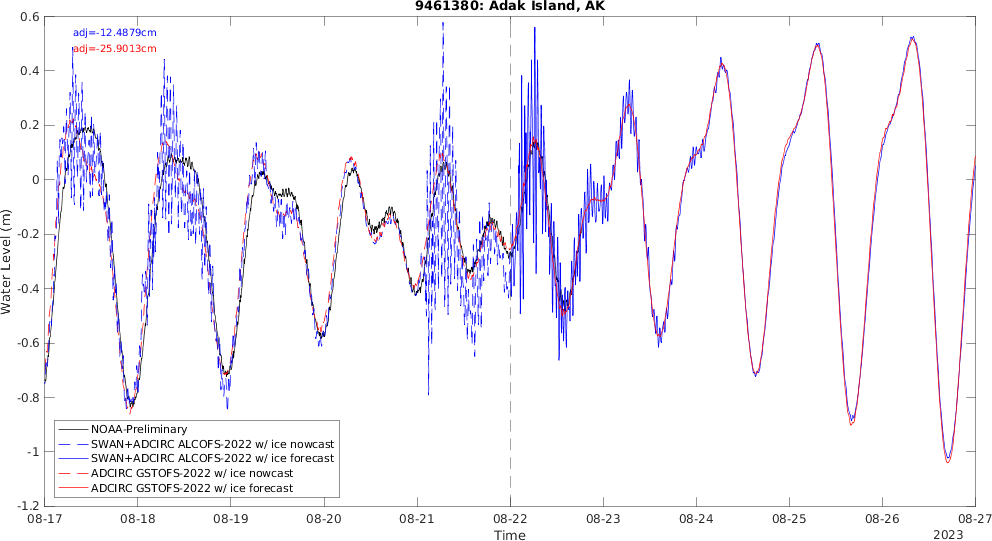 9461380: Adak Island, AK
adj=-12.4879cm
adj=-25.9013cm
0.6
0.4
0.2
0
-0.2
-0.4
-0.6
-0.8
-1
-1.2
Water Level (m)
NOAA-Preliminary
SWAN+ADCIRC ALCOFS-2022 w/ ice nowcast
SWAN+ADCIRC ALCOFS-2022 w/ ice forecast
ADCIRC GSTOFS-2022 w/ ice nowcast
ADCIRC GSTOFS-2022 w/ ice forecast
08-17 08-18 08-19 08-20 08-21 08-22 08-23 08-24 08-25 08-26 08-27
Time
2023